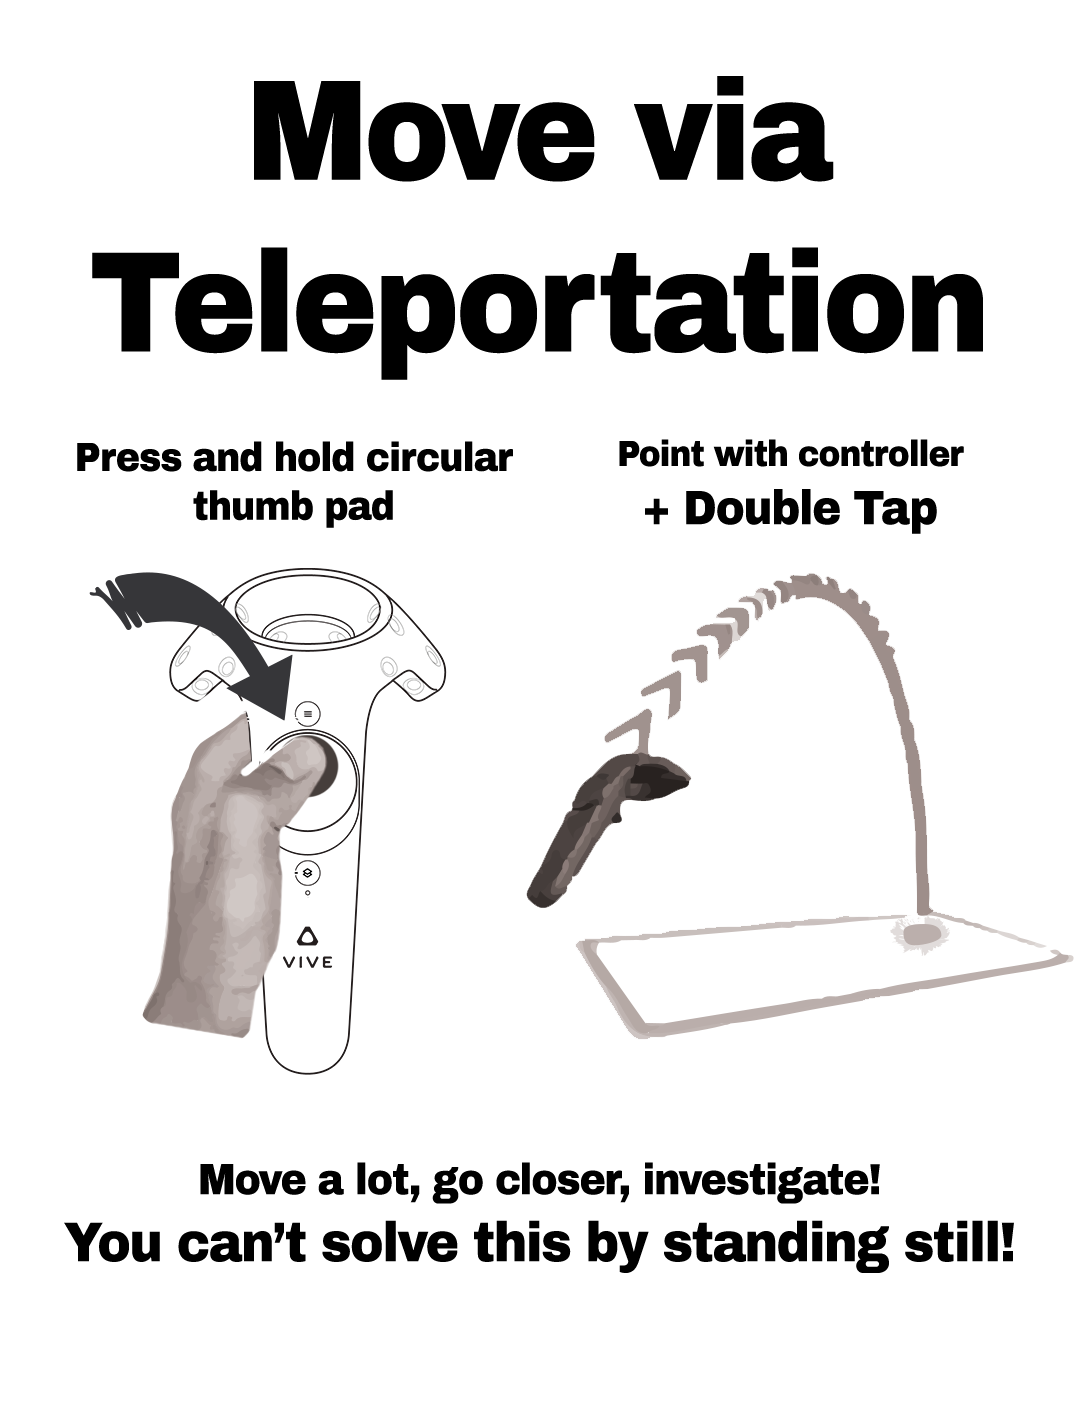 Move via
Teleportation
Press and hold circular
thumb pad
Point with controller
+ Double Tap
VIVE
Move a lot, go closer, investigate!
You can’t solve this by standing still!